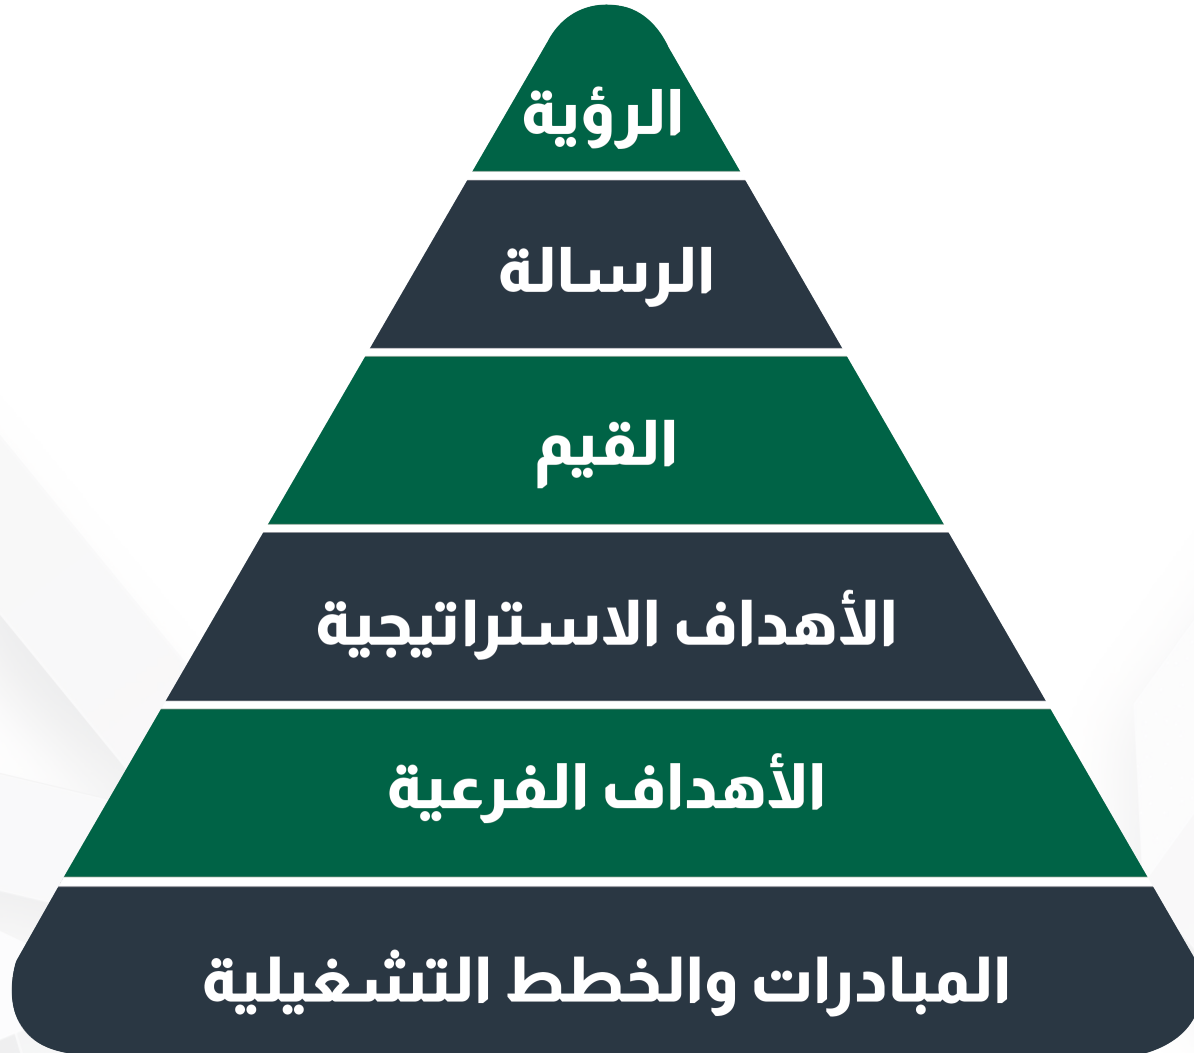 الرؤية
الرسالة
القيم
الأهداف الاستراتيجية
الأهداف الفرعية
المبادرات والخطط التشغيلية